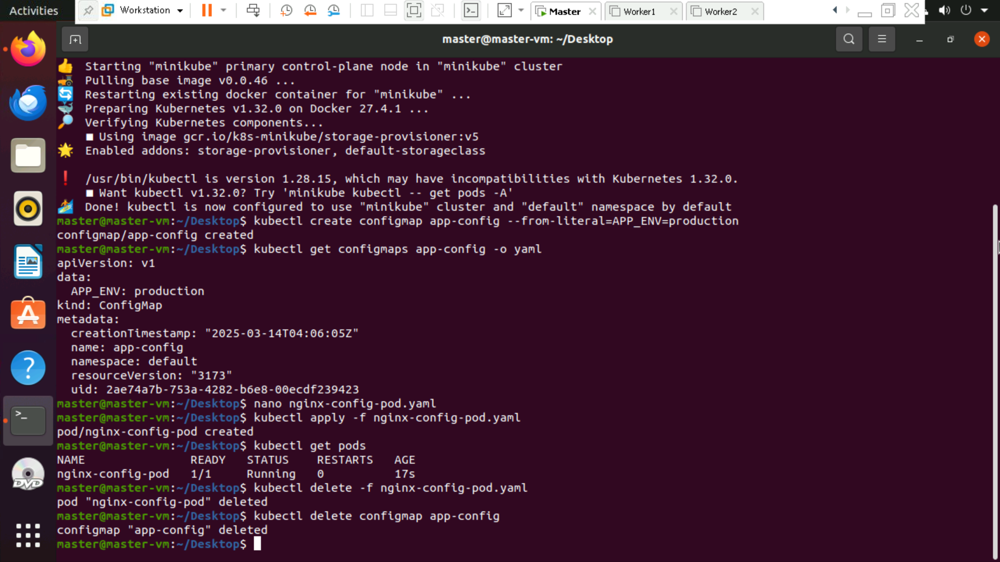 Activities
Workstation
Master
Worker1
Worker2
master@master-vm: ~/Desktop
Starting "minikube" primary control-plane node in "minikube" cluster
Pulling base image v0.0.46 ...
Restarting existing docker container for "minikube" ...
Preparing Kubernetes v1.32.0 on Docker 27.4.1 ...
Verifying Kubernetes components...
■ Using image gcr.io/k8s-minikube/storage-provisioner:v5
Enabled addons: storage-provisioner, default-storageclass
❗ /usr/bin/kubectl is version 1.28.15, which may have incompatibilities with Kubernetes 1.32.0.
■ Want kubectl v1.32.0? Try 'minikube kubectl -- get pods -A'
Done! kubectl is now configured to use "minikube" cluster and "default" namespace by default
master@master-vm:~/Desktop$ kubectl create configmap app-config --from-literal=APP_ENV=production
configmap/app-config created
master@master-vm:~/Desktop$ kubectl get configmaps app-config -o yaml
apiVersion: v1
data:
  APP_ENV: production
kind: ConfigMap
metadata:
  creationTimestamp: "2025-03-14T04:06:05Z"
  name: app-config
  namespace: default
  resourceVersion: "3173"
  uid: 2ae74a7b-753a-4282-b6e8-00ecdf239423
master@master-vm:~/Desktop$ nano nginx-config-pod.yaml
master@master-vm:~/Desktop$ kubectl apply -f nginx-config-pod.yaml
pod/nginx-config-pod created
master@master-vm:~/Desktop$ kubectl get pods
NAME               READY   STATUS    RESTARTS   AGE
nginx-config-pod   1/1     Running   0          17s
master@master-vm:~/Desktop$ kubectl delete -f nginx-config-pod.yaml
pod "nginx-config-pod" deleted
master@master-vm:~/Desktop$ kubectl delete configmap app-config
configmap "app-config" deleted
master@master-vm:~/Desktop$
DVD